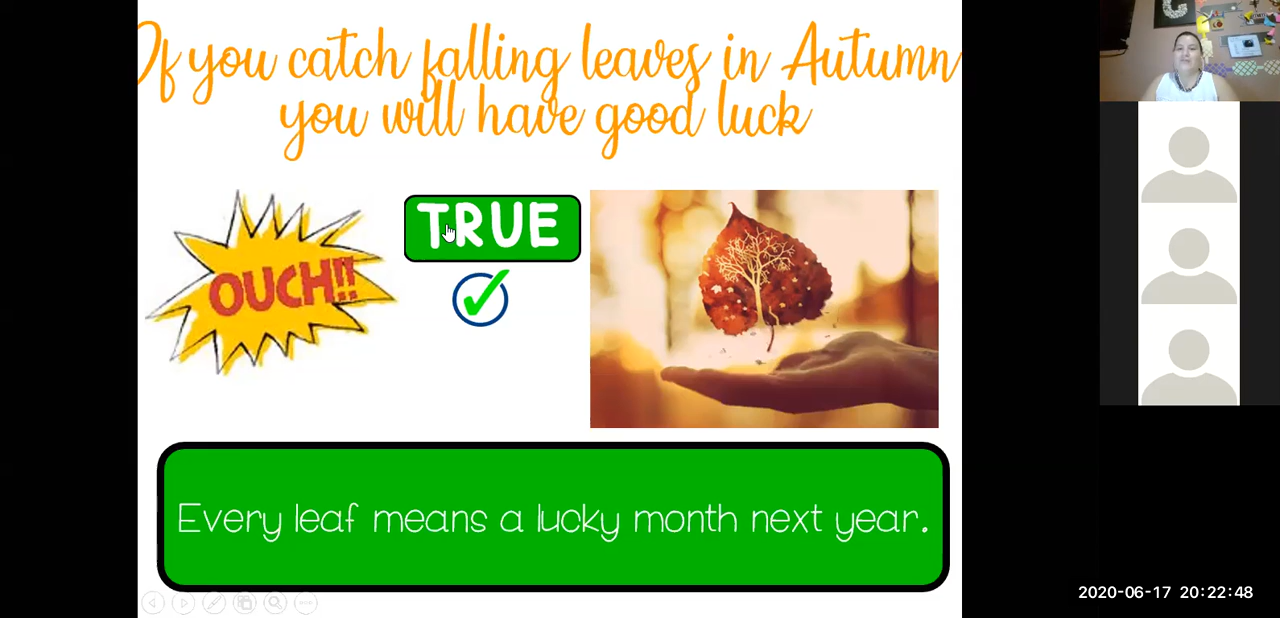 If you catch falling leaves in Autumn
you will have good luck
OUCH!!
TRUE
Every leaf means a lucky month next year.
2020-06-17 20:22:48